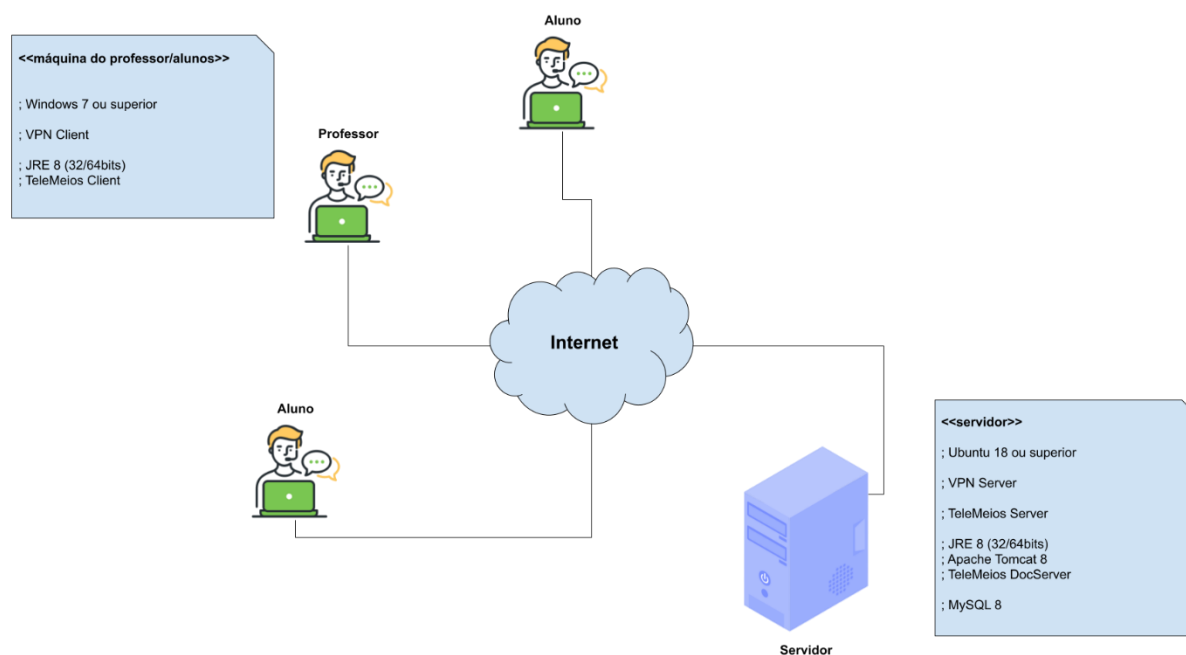 Aluno
<<máquina do professor/alunos>>
; Windows 7 ou superior
; VPN Client
; JRE 8 (32/64bits)
; TeleMeios Client
Professor
Internet
Aluno
<<servidor>>
; Ubuntu 18 ou superior
; VPN Server
; TeleMeios Server
; JRE 8 (32/64bits)
; Apache Tomcat 8
; TeleMeios DocServer
; MySQL 8
Servidor